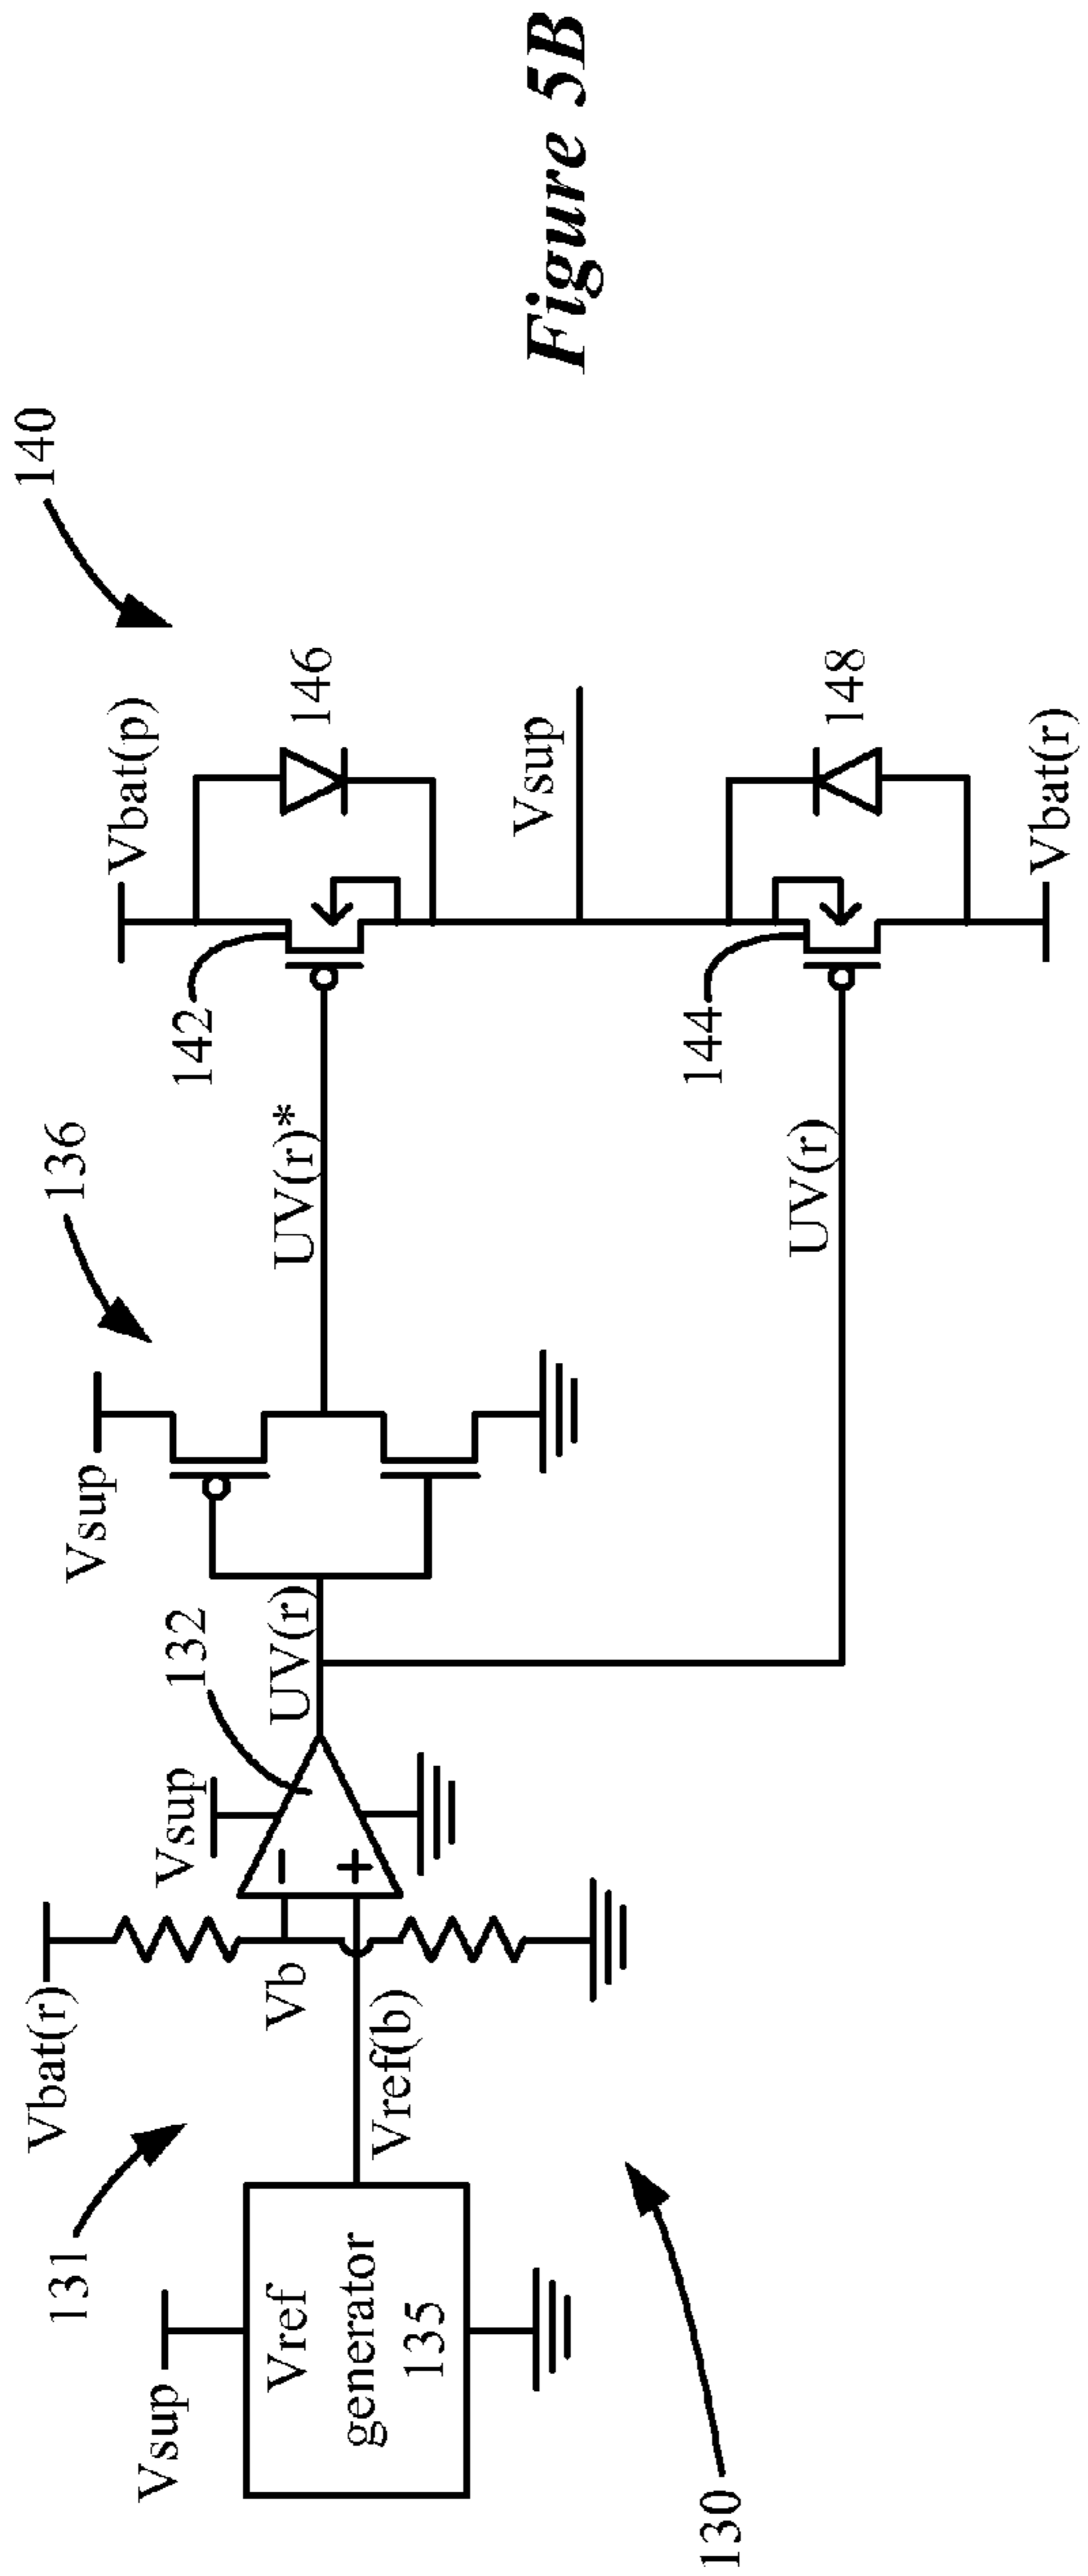 Vbat(r)
131
Vsup
Vref
generator
135
Vb
Vref(b)
130
Vsup
132
−
+
UV(r)
Vsup
136
UV(r)*
UV(r)
142
144
Vbat(p)
146
Vsup
148
Vbat(r)
140
Figure 5B